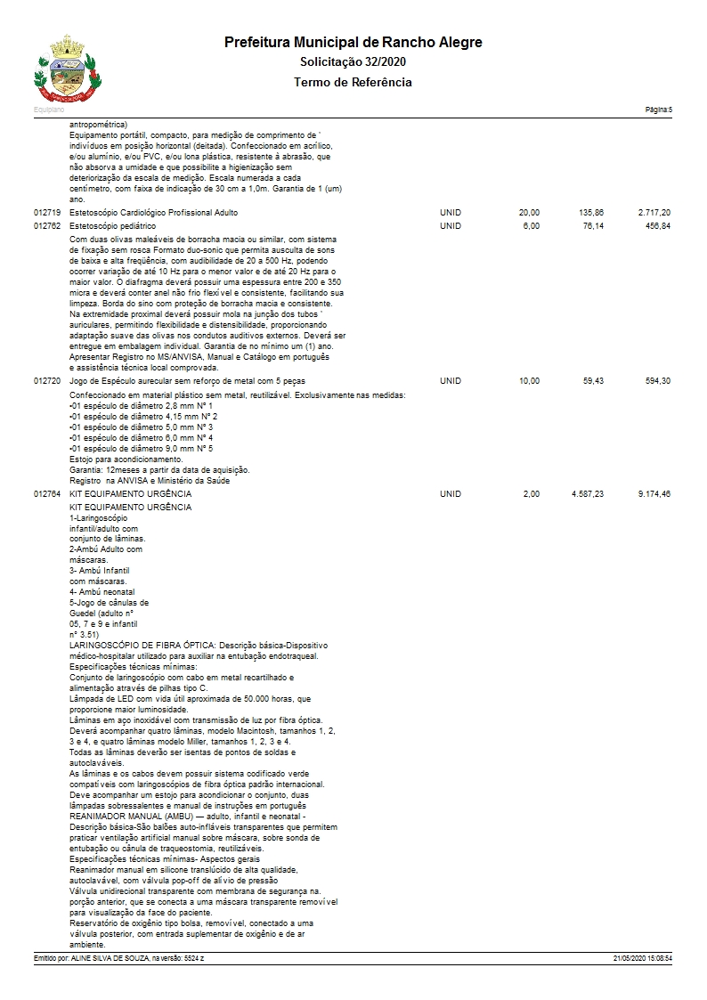 Prefeitura Municipal de Rancho Alegre
Solicitação 32/2020
Termo de Referência
Equiplano Página:5
antropométrica)
Equipamento portátil, compacto, para medição de comprimento de '
indivíduos em posição horizontal (deitada). Confeccionado em acrílico,
e/ou alumínio, e/ou PVC, e/ou lona plástica, resistente à abrasão, que
não absorva a umidade e que possibilite a higienização sem
deterioração da escala de medição. Escala numerada a cada
centímetro, com faixa de indicação de 30 cm a 1,0m. Garantia de 1 (um)
ano.
012719 Estetoscópio Cardiológico Profissional Adulto UNID 20,00 135,86 2.717,20
012762 Estetoscópio pediátrico UNID 6,00 76,14 456,84
Com duas olivas maleáveis de borracha macia ou similar, com sistema
de fixação sem rosca Formato duo-sonic que permita ausculta de sons
de baixa e alta freqüência, com audibilidade de 20 a 500 Hz, podendo
ocorrer variação de até 10 Hz para o menor valor e de até 20 Hz para o
maior valor. O diafragma deverá possuir uma espessura entre 200 e 350
micra e deverá conter anel não frio flexível e consistente, facilitando sua
limpeza. Borda do sino com proteção de borracha macia e consistente.
Na extremidade proximal deverá possuir mola na junção dos tubos '
auriculares, permitindo flexibilidade e distensibilidade, proporcionando
adaptação suave das olivas nos condutos auditivos externos. Deverá ser
entregue em embalagem individual. Garantia de no mínimo um (1) ano.
Apresentar Registro no MS/ANVISA, Manual e Catálogo em português
e assistência técnica local comprovada.
012720 Jogo de Espéculo aurecular sem reforço de metal com 5 peças UNID 10,00 59,43 594,30
Confeccionado em material plástico sem metal, reutilizável. Exclusivamente nas medidas:
•01 espéculo de diâmetro 2,8 mm N° 1
•01 espéculo de diâmetro 4,15 mm N° 2
•01 espéculo de diâmetro 5,0 mm N° 3
•01 espéculo de diâmetro 6,0 mm N° 4
•01 espéculo de diâmetro 9,0 mm N° 5
Estojo para acondicionamento.
Garantia: 12meses a partir da data de aquisição.
Registro na ANVISA e Ministério da Saúde
012764 KIT EQUIPAMENTO URGÊNCIA UNID 2,00 4.587,23 9.174,46
KIT EQUIPAMENTO URGÊNCIA
1-Laringoscópio
infantil/adulto com
conjunto de lâminas.
2-Ambú Adulto com
máscaras.
3- Ambú Infantil
com máscaras.
4- Ambú neonatal
5-Jogo de cânulas de
Guedel (adulto n°
05, 7 e 9 e infantil
n° 3.51)
LARINGOSCÓPIO DE FIBRA ÓPTICA: Descrição básica-Dispositivo
médico-hospitalar utilizado para auxiliar na entubação endotraqueal.
Especificações técnicas mínimas:
Conjunto de laringoscópio com cabo em metal recartilhado e
alimentação através de pilhas tipo C.
Lâmpada de LED com vida útil aproximada de 50.000 horas, que
proporcione maior luminosidade.
Lâminas em aço inoxidável com transmissão de luz por fibra óptica.
Deverá acompanhar quatro lâminas, modelo Macintosh, tamanhos 1, 2,
3 e 4, e quatro lâminas modelo Miller, tamanhos 1, 2, 3 e 4.
Todas as lâminas deverão ser isentas de pontos de soldas e
autoclaváveis.
As lâminas e os cabos devem possuir sistema codificado verde
compatíveis com laringoscópios de fibra óptica padrão internacional.
Deve acompanhar um estojo para acondicionar o conjunto, duas
lâmpadas sobressalentes e manual de instruções em português
REANIMADOR MANUAL (AMBU) — adulto, infantil e neonatal -
Descrição básica-São balões auto-infláveis transparentes que permitem
praticar ventilação artificial manual sobre máscara, sobre sonda de
entubação ou cânula de traqueostomia, reutilizáveis.
Especificações técnicas mínimas- Aspectos gerais
Reanimador manual em silicone translúcido de alta qualidade,
autoclavável, com válvula pop-off de alívio de pressão
Válvula unidirecional transparente com membrana de segurança na.
porção anterior, que se conecta a uma máscara transparente removível
para visualização da face do paciente.
Reservatório de oxigênio tipo bolsa, removível, conectado a uma
válvula posterior, com entrada suplementar de oxigênio e de ar
ambiente.
Emitido por: ALINE SILVA DE SOUZA, na versão: 5524 z 21/05/2020 15:08:54